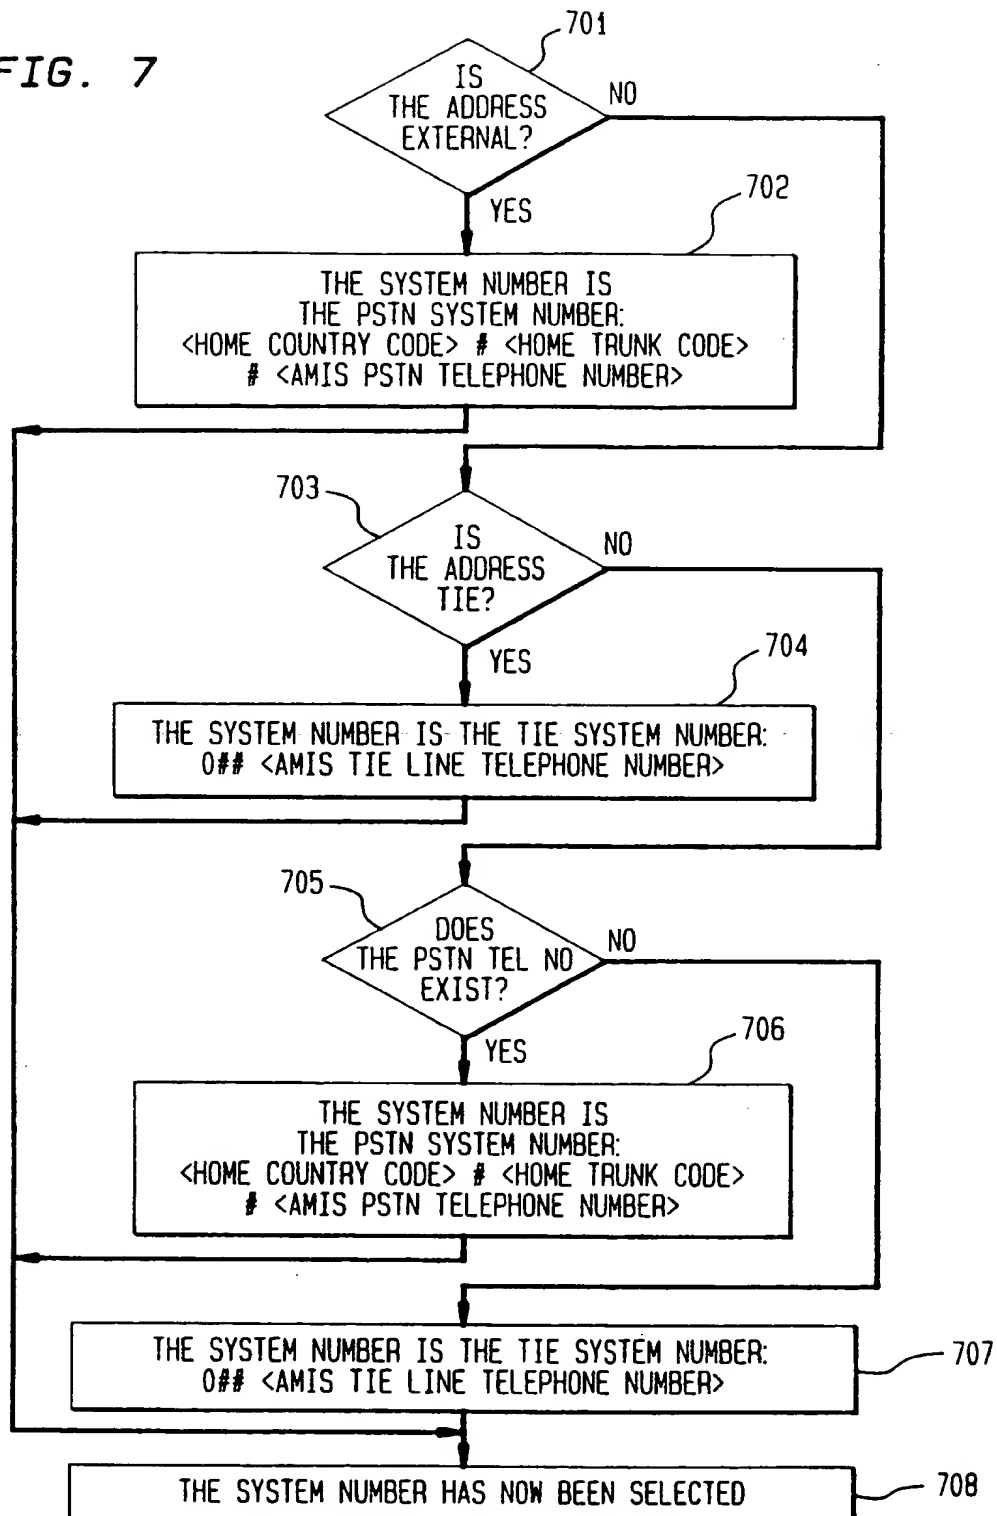 FIG. 7
701
IS
THE ADDRESS
EXTERNAL?
NO
YES
702
THE SYSTEM NUMBER IS
THE PSTN SYSTEM NUMBER:
<HOME COUNTRY CODE> # <HOME TRUNK CODE>
# <AMIS PSTN TELEPHONE NUMBER>
703
IS
THE ADDRESS
TIE?
NO
YES
704
THE SYSTEM NUMBER IS THE TIE SYSTEM NUMBER:
0## <AMIS TIE LINE TELEPHONE NUMBER>
705
DOES
THE PSTN TEL NO
EXIST?
NO
YES
706
THE SYSTEM NUMBER IS
THE PSTN SYSTEM NUMBER:
<HOME COUNTRY CODE> # <HOME TRUNK CODE>
# <AMIS PSTN TELEPHONE NUMBER>
THE SYSTEM NUMBER IS THE TIE SYSTEM NUMBER:
0## <AMIS TIE LINE TELEPHONE NUMBER>
707
THE SYSTEM NUMBER HAS NOW BEEN SELECTED
708